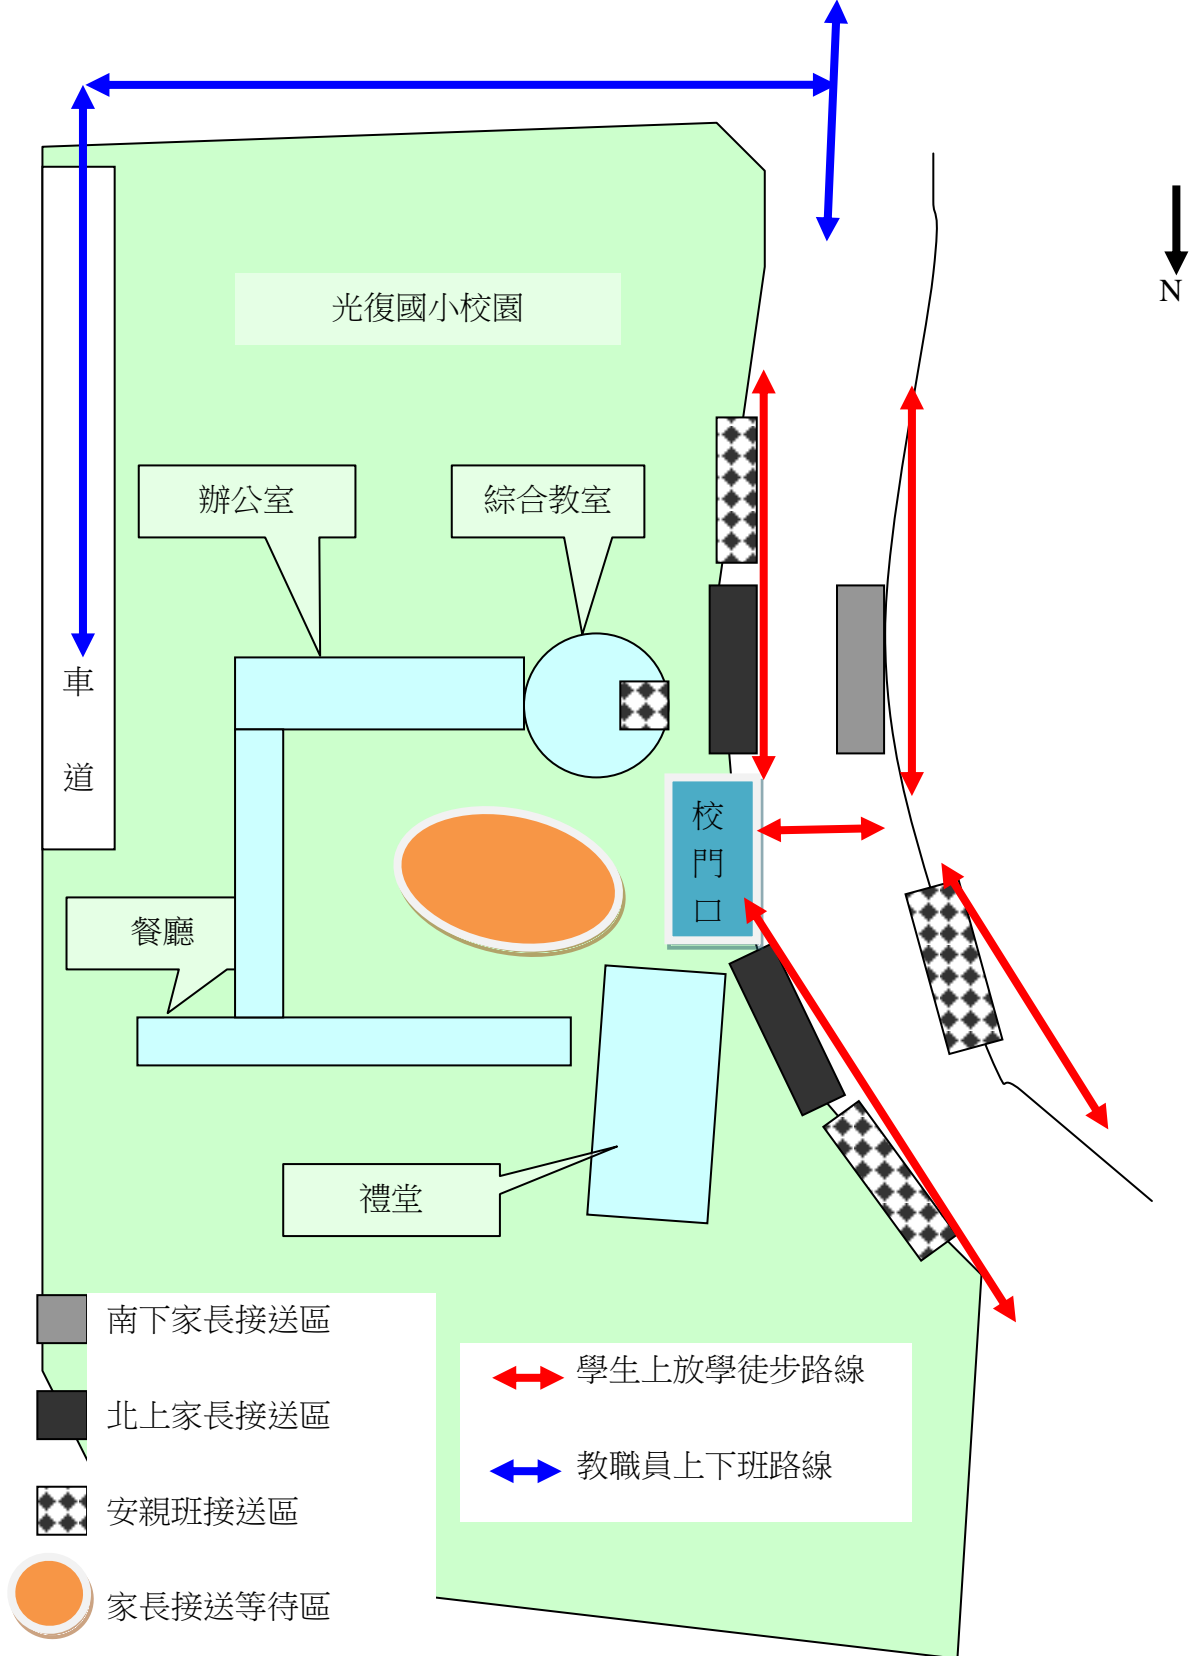 N
光復國小校園
辦公室
綜合教室
車
道
校
門
口
餐廳
禮堂
南下家長接送區
北上家長接送區
安親班接送區
家長接送等待區
學生上放學徒步路線
教職員上下班路線